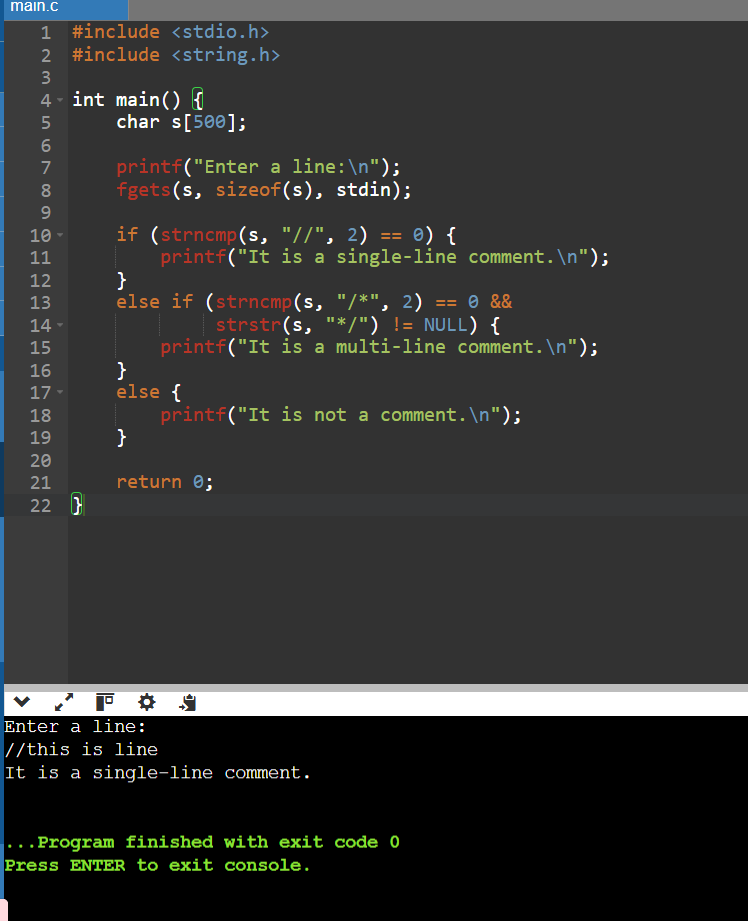 main.c
1 #include <stdio.h>
2 #include <string.h>
3
4 int main() {
5     char s[500];
6
7     printf("Enter a line:\n");
8     fgets(s, sizeof(s), stdin);
9
10     if (strncmp(s, "//", 2) == 0) {
11         printf("It is a single-line comment.\n");
12     }
13     else if (strncmp(s, "/*", 2) == 0 &&
14              strstr(s, "*/") != NULL) {
15         printf("It is a multi-line comment.\n");
16     }
17     else {
18         printf("It is not a comment.\n");
19     }
20
21     return 0;
22 }
Enter a line:
//this is line
It is a single-line comment.
...Program finished with exit code 0
Press ENTER to exit console.